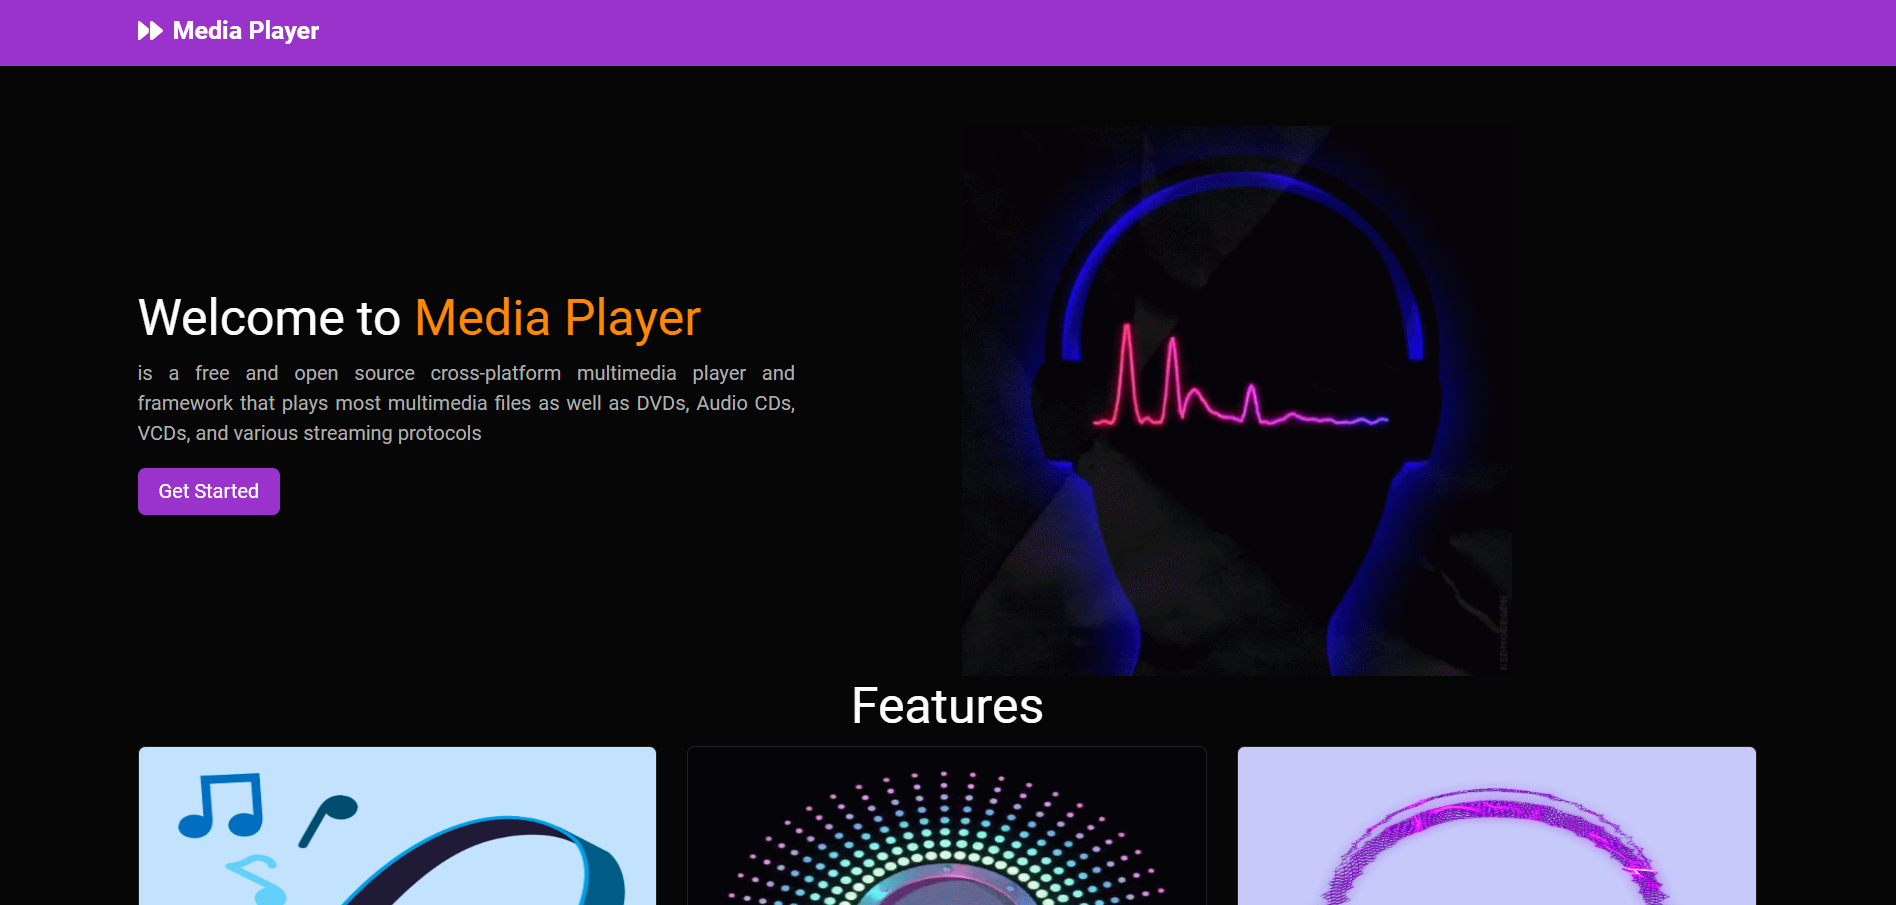 Media Player
Welcome to Media Player
is a free and open source cross-platform multimedia player and
framework that plays most multimedia files as well as DVDs, Audio CDs,
VCDs, and various streaming protocols
Get Started
Features